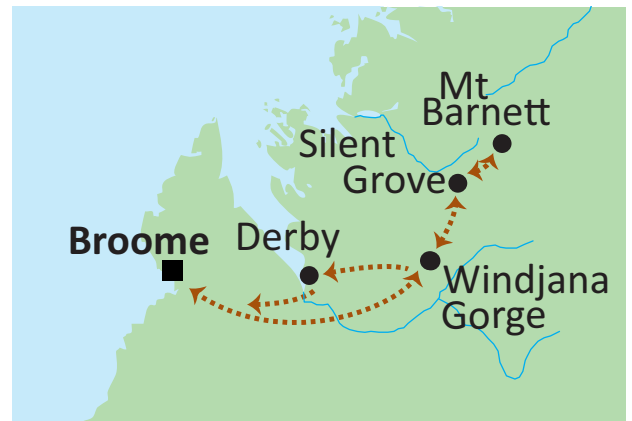 Mt
Barnett
Silent
Grove
Broome
Derby
Windjana
Gorge